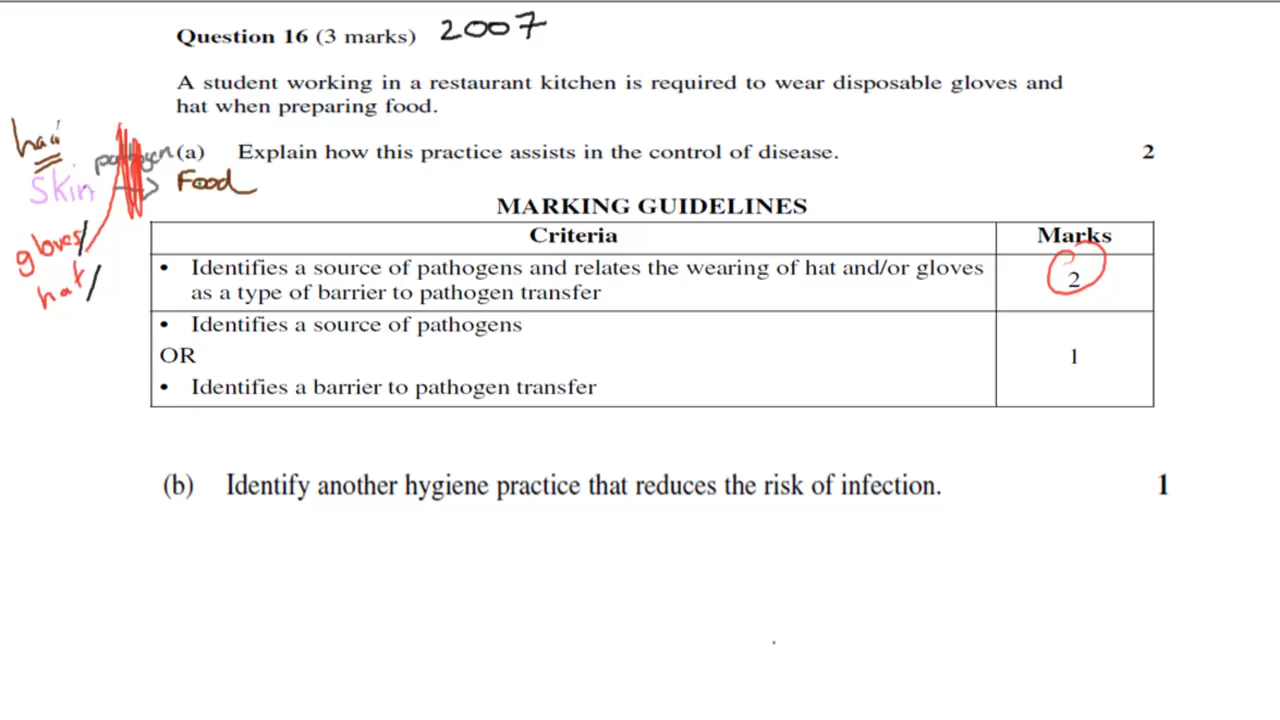 Question 16 (3 marks) 2007
A student working in a restaurant kitchen is required to wear disposable gloves and
hat when preparing food.
hair
pathogen (a) Explain how this practice assists in the control of disease. 2
Skin → Food
gloves/
hat/
MARKING GUIDELINES
Criteria Marks
• Identifies a source of pathogens and relates the wearing of hat and/or gloves
as a type of barrier to pathogen transfer 2
• Identifies a source of pathogens
OR 1
• Identifies a barrier to pathogen transfer
(b) Identify another hygiene practice that reduces the risk of infection. 1